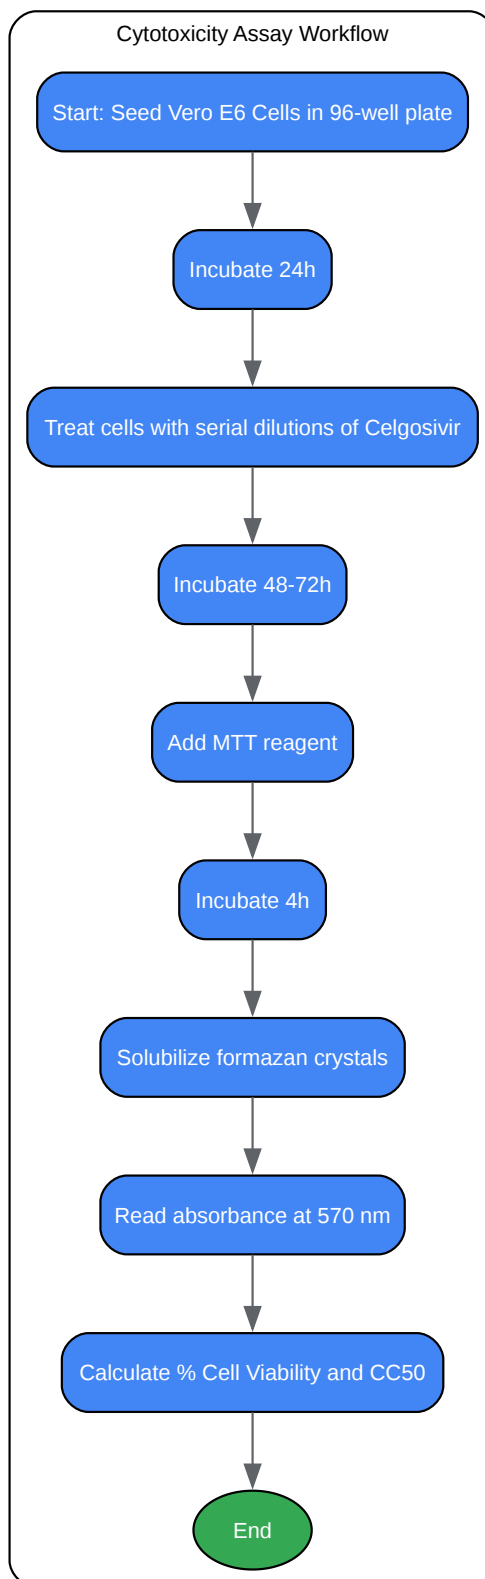 Cytotoxicity Assay Workflow
Start: Seed Vero E6 Cells in 96-well plate
Incubate 24h
Treat cells with serial dilutions of Celgosivir
Incubate 48-72h
Add MTT reagent
Incubate 4h
Solubilize formazan crystals
Read absorbance at 570 nm
Calculate % Cell Viability and CC50
End